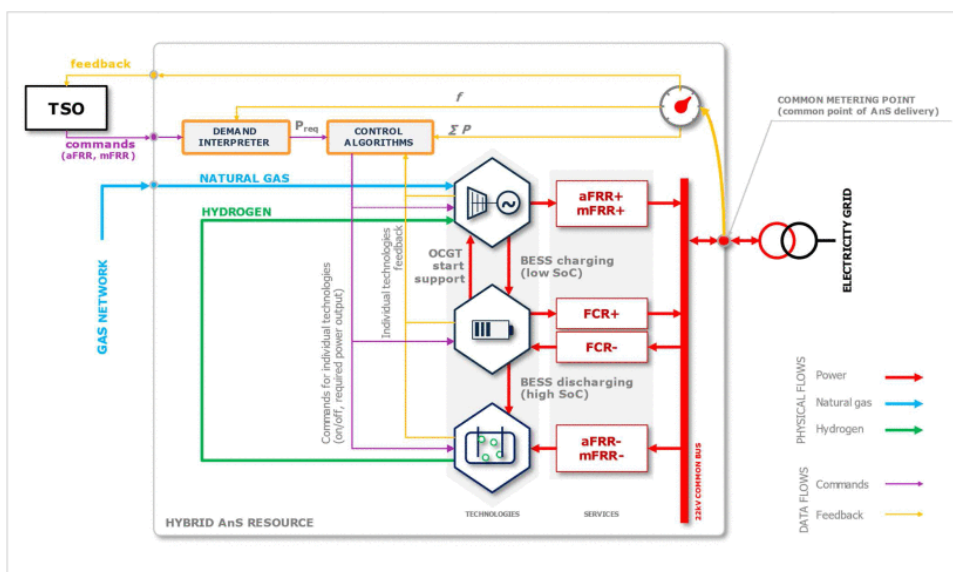 feedback
TSO
commands
(aFRR, mFRR)
f
DEMAND
INTERPRETER
P_req
CONTROL
ALGORITHMS
Σ P
COMMON METERING POINT
(common point of AnS delivery)
NATURAL GAS
HYDROGEN
GAS NETWORK
aFRR+
mFRR+
OCGT
start
support
BESS charging
(low SoC)
Individual technologies
feedback
Commands for individual technologies
(on/off, required power output)
FCR+
FCR-
BESS discharging
(high SoC)
aFRR-
mFRR-
22kV COMMON BUS
ELECTRICITY GRID
PHYSICAL FLOWS
Power
Natural gas
Hydrogen
DATA FLOWS
Commands
Feedback
HYBRID AnS RESOURCE
TECHNOLOGIES
SERVICES